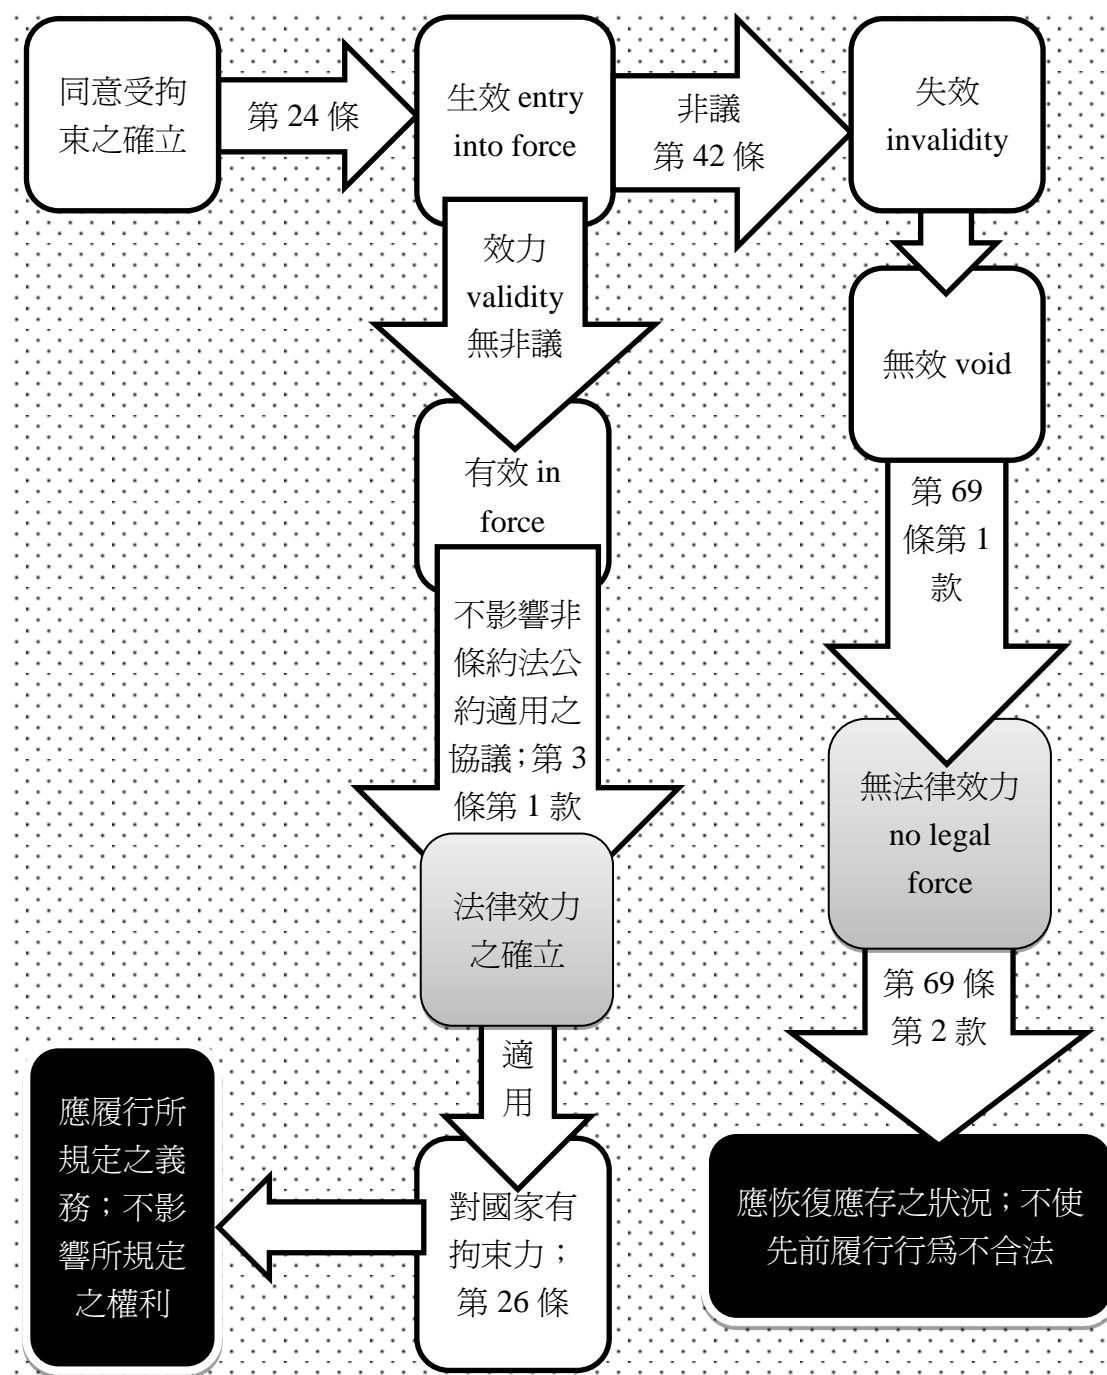 同意受拘
束之確立
第 24 條
生效 entry
into force
非議
第 42 條
失效
invalidity
效力
validity
無非議
無效 void
有效 in
force
第 69
條第 1
款
不影響非
條約法公
約適用之
協議；第 3
條第 1 款
無法律效力
no legal
force
法律效力
之確立
第 69 條
第 2 款
適
用
應履行所
規定之義
務；不影
響所規定
之權利
對國家有
拘束力；
第 26 條
應恢復應存之狀況；不使
先前履行行為不合法